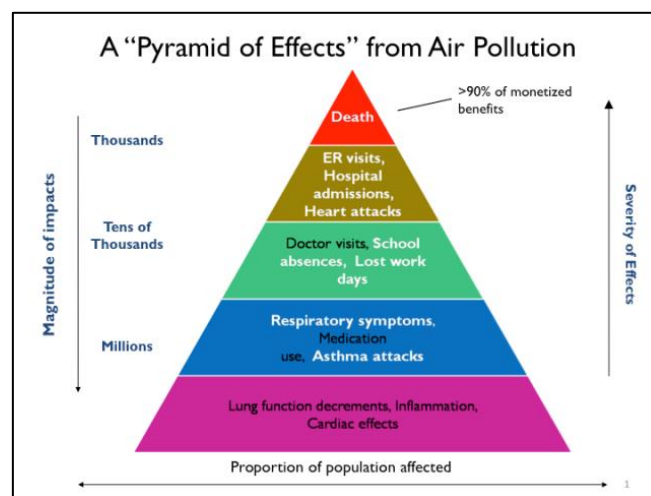 A “Pyramid of Effects” from Air Pollution
>90% of monetized
benefits
Death
Thousands
ER visits,
Hospital
admissions,
Heart attacks
Tens of
Thousands
Doctor visits, School
absences, Lost work
days
Magnitude of impacts
Severity of Effects
Respiratory symptoms,
Medication
use, Asthma attacks
Millions
Lung function decrements, Inflammation,
Cardiac effects
Proportion of population affected
1